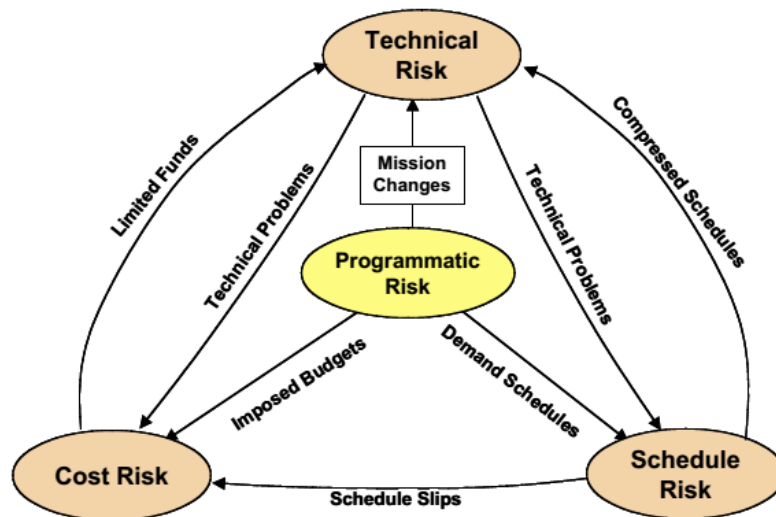 Technical
Risk
Limited Funds
Technical Problems
Mission
Changes
Technical Problems
Compressed Schedules
Programmatic
Risk
Imposed Budgets
Demand Schedules
Cost Risk
Schedule Slips
Schedule
Risk